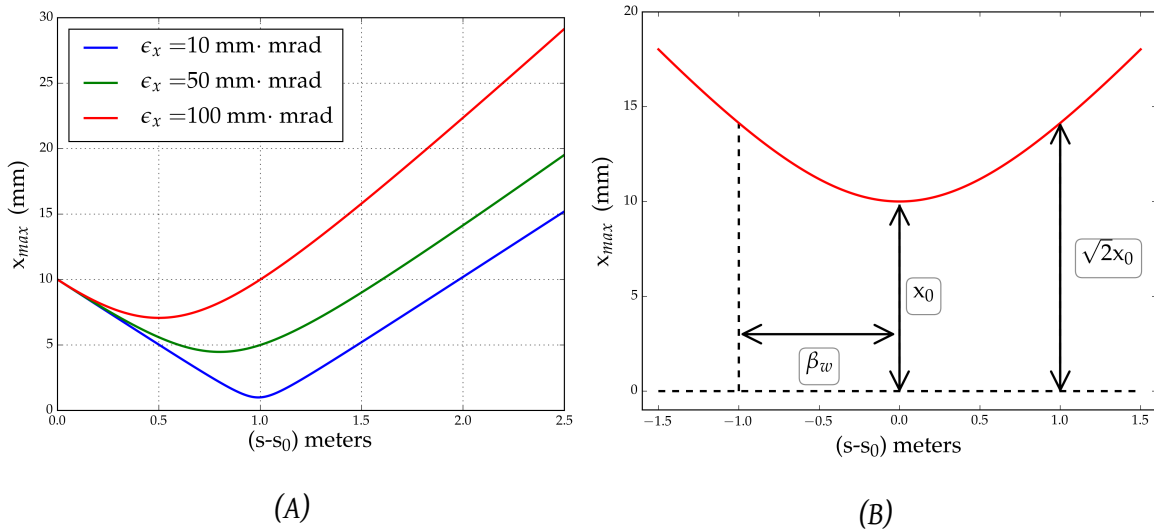 30
25
20
15
10
5
0
0.0 0.5 1.0 1.5 2.0 2.5
x_max (mm)
(s-s₀) meters
ϵₓ =10 mm· mrad
ϵₓ =50 mm· mrad
ϵₓ =100 mm· mrad
(A)
20
15
10
5
0
−1.5 −1.0 −0.5 0.0 0.5 1.0 1.5
x_max (mm)
(s-s₀) meters
√2x₀
x₀
β_w
(B)